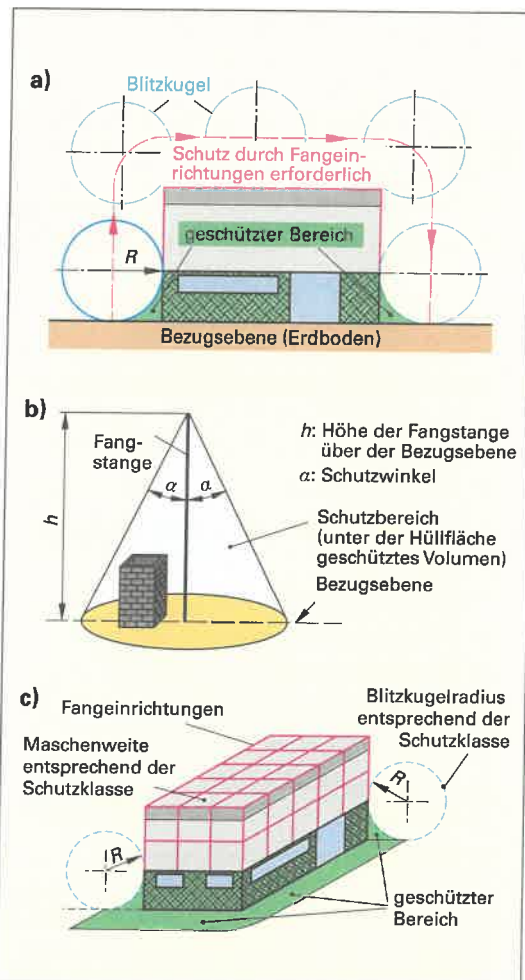 a)
Blitzkugel
Schutz durch Fangein-
richtungen erforderlich
geschützter Bereich
R
Bezugsebene (Erdboden)
b)
Fang-
stange
h
α α
h: Höhe der Fangstange
über der Bezugsebene
α: Schutzwinkel
Schutzbereich
(unter der Hüllfläche
geschütztes Volumen)
Bezugsebene
c)
Fangeinrichtungen
Maschenweite
entsprechend der
Schutzklasse
Blitzkugelradius
entsprechend der
Schutzklasse
R
R
geschützter
Bereich